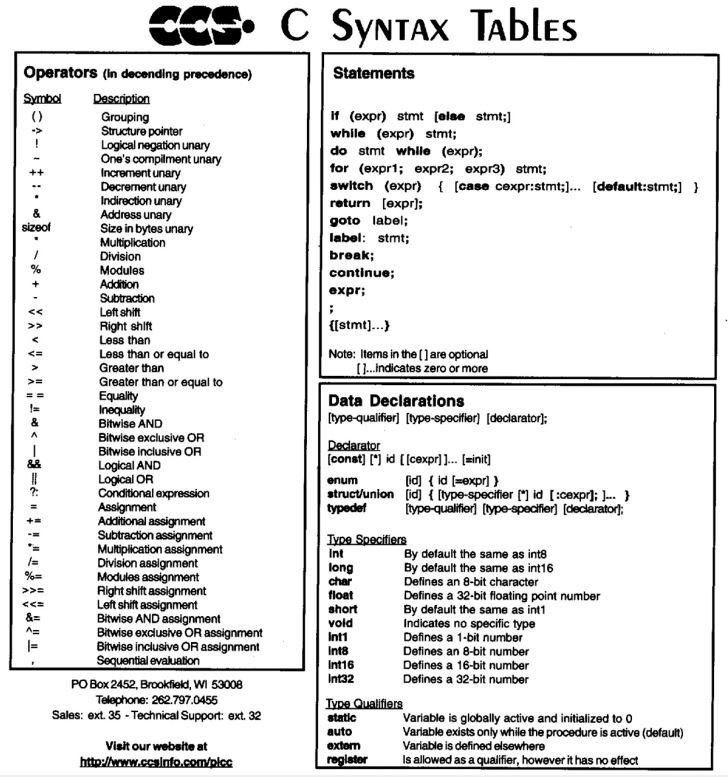 CCS. C SYNTAX TABLES
Operators (in decending precedence)
Symbol Description
( ) Grouping
-> Structure pointer
! Logical negation unary
~ One's compilment unary
++ Increment unary
-- Decrement unary
* Indirection unary
& Address unary
sizeof Size in bytes unary
* Multiplication
/ Division
% Modules
+ Addition
- Subtraction
<< Left shift
>> Right shift
< Less than
<= Less than or equal to
> Greater than
>= Greater than or equal to
= = Equality
!= Inequality
& Bitwise AND
^ Bitwise exclusive OR
| Bitwise inclusive OR
&& Logical AND
|| Logical OR
?: Conditional expression
= Assignment
+= Additional assignment
-= Subtraction assignment
*= Multiplication assignment
/= Division assignment
%= Modules assignment
>>= Right shift assignment
<<= Left shift assignment
&= Bitwise AND assignment
^= Bitwise exclusive OR assignment
|= Bitwise inclusive OR assignment
, Sequential evaluation
PO Box 2452, Brookfield, WI 53008
Telephone: 262.797.0455
Sales: ext. 35 - Technical Support: ext. 32
Visit our website at
http://www.ccsinfo.com/picc
Statements
if (expr) stmt [else stmt;]
while (expr) stmt;
do stmt while (expr);
for (expr1; expr2; expr3) stmt;
switch (expr) { [case cexpr:stmt;]... [default:stmt;] }
return [expr];
goto label;
label: stmt;
break;
continue;
expr;
;
{[stmt]...}
Note: Items in the [ ] are optional
[ ]...indicates zero or more
Data Declarations
[type-qualifier] [type-specifier] [declarator];
Declarator
[const] [*] id [ [cexpr] ]... [=init]
enum [id] { id [=expr] }
struct/union [id] { [type-specifier [*] id [ :cexpr]; ]... }
typedef [type-qualifier] [type-specifier] [declarator];
Type Specifiers
int By default the same as int8
long By default the same as int16
char Defines an 8-bit character
float Defines a 32-bit floating point number
short By default the same as int1
void Indicates no specific type
int1 Defines a 1-bit number
int8 Defines an 8-bit number
int16 Defines a 16-bit number
int32 Defines a 32-bit number
Type Qualifiers
static Variable is globally active and initialized to 0
auto Variable exists only while the procedure is active (default)
extern Variable is defined elsewhere
register Is allowed as a qualifier, however it has no effect